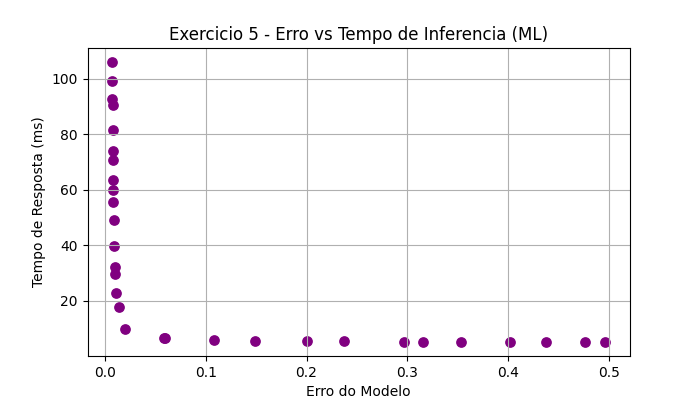 Exercicio 5 - Erro vs Tempo de Inferencia (ML)
Tempo de Resposta (ms)
100
80
60
40
20
0.0 0.1 0.2 0.3 0.4 0.5
Erro do Modelo